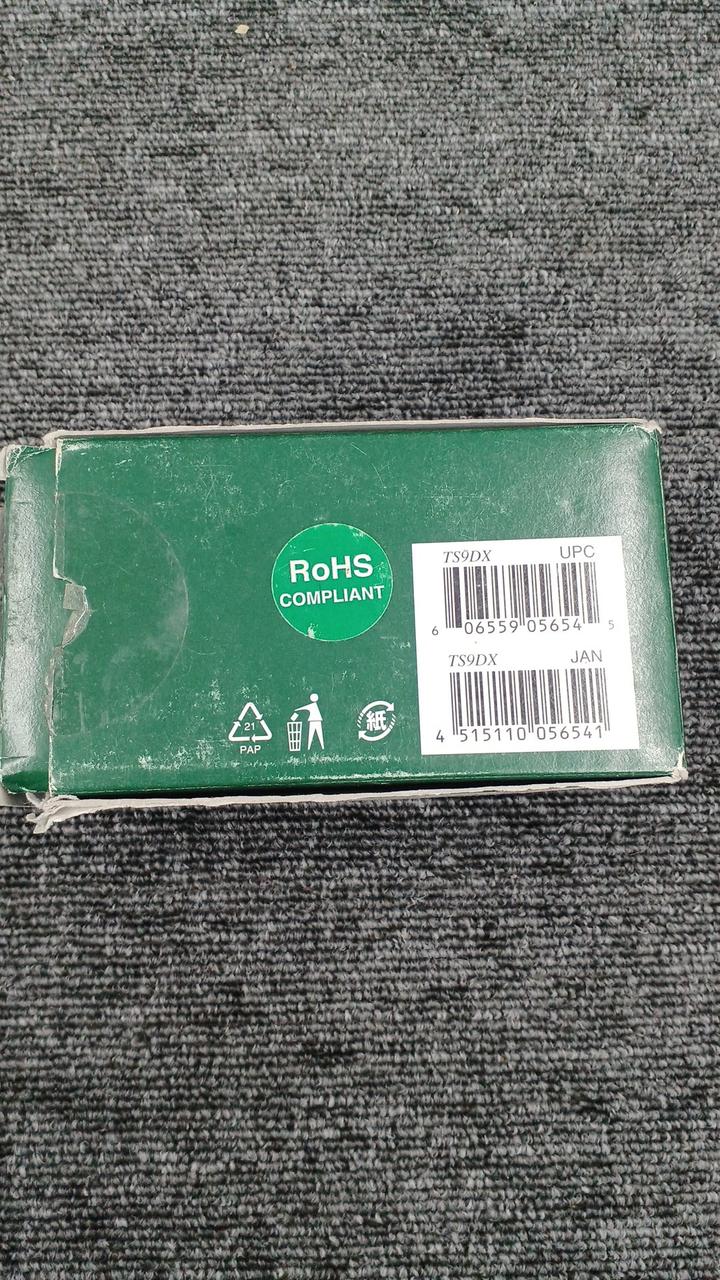 RoHS
COMPLIANT
TS9DX UPC
6 06559 05654 5
TS9DX JAN
4 515110 056541
21
PAP
紙